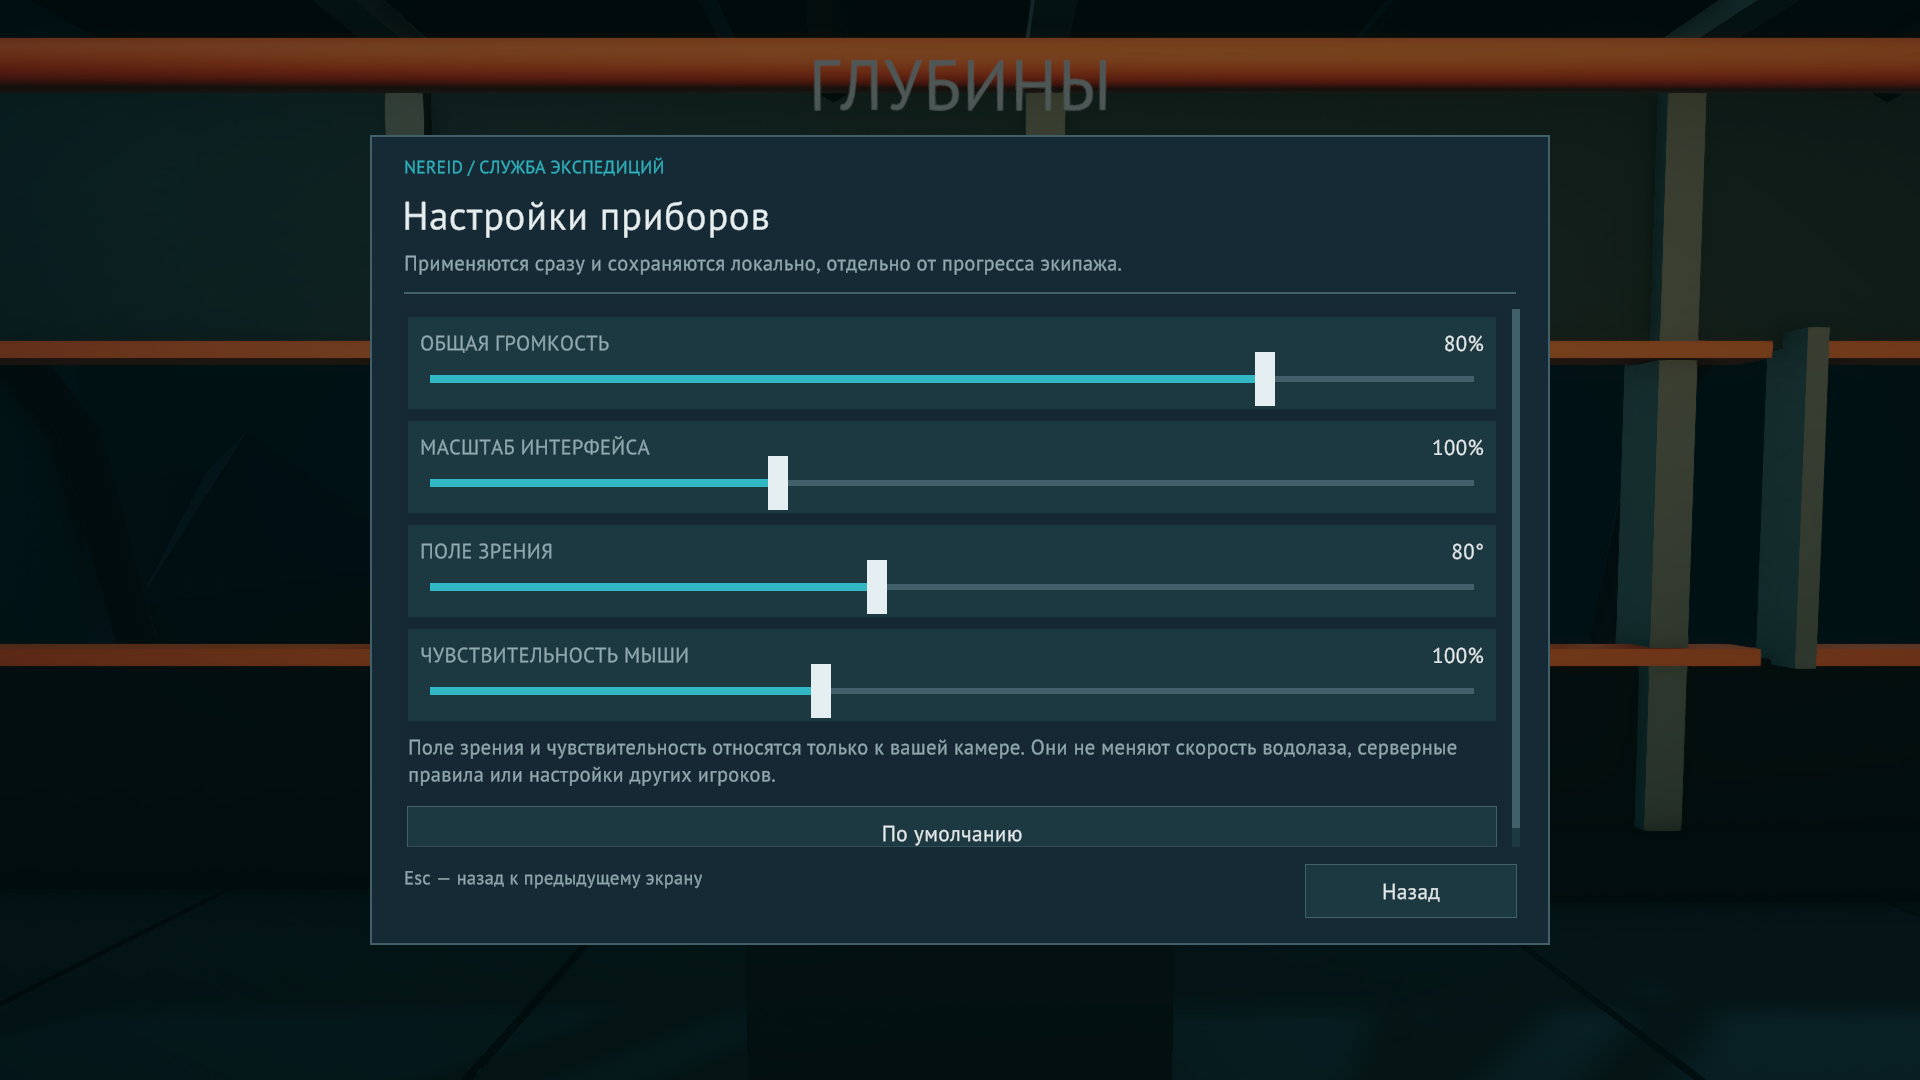 ГЛУБИНЫ
NEREID / СЛУЖБА ЭКСПЕДИЦИЙ
Настройки приборов
Применяются сразу и сохраняются локально, отдельно от прогресса экипажа.
ОБЩАЯ ГРОМКОСТЬ 80%
МАСШТАБ ИНТЕРФЕЙСА 100%
ПОЛЕ ЗРЕНИЯ 80°
ЧУВСТВИТЕЛЬНОСТЬ МЫШИ 100%
Поле зрения и чувствительность относятся только к вашей камере. Они не меняют скорость водолаза, серверные
правила или настройки других игроков.
По умолчанию
Esc — назад к предыдущему экрану
Назад